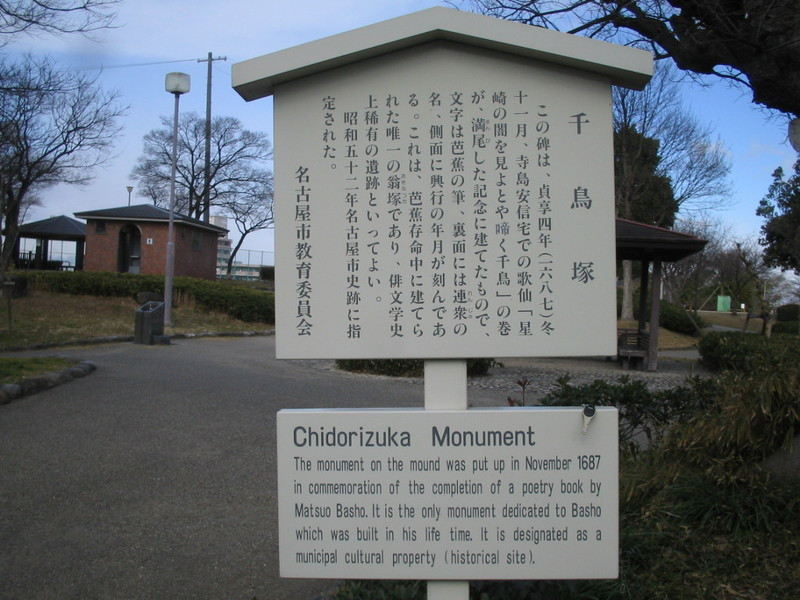 千鳥塚
この碑は、貞享四年(一六八七)冬
十一月、寺島安信宅での歌仙「星
崎の闇を見よとや啼く千鳥」の巻
が、満尾した記念に建てたもので、
文字は芭蕉の筆、裏面には連衆の
名、側面に興行の年月が刻んであ
る。これは、芭蕉存命中に建てら
れた唯一の翁塚であり、俳文学史
上稀有の遺跡といってよい。
昭和五十二年名古屋市史跡に指
定された。
名古屋市教育委員会
Chidorizuka Monument
The monument on the mound was put up in November 1687
in commemoration of the completion of a poetry book by
Matsuo Basho. It is the only monument dedicated to Basho
which was built in his life time. It is designated as a
municipal cultural property (historical site).